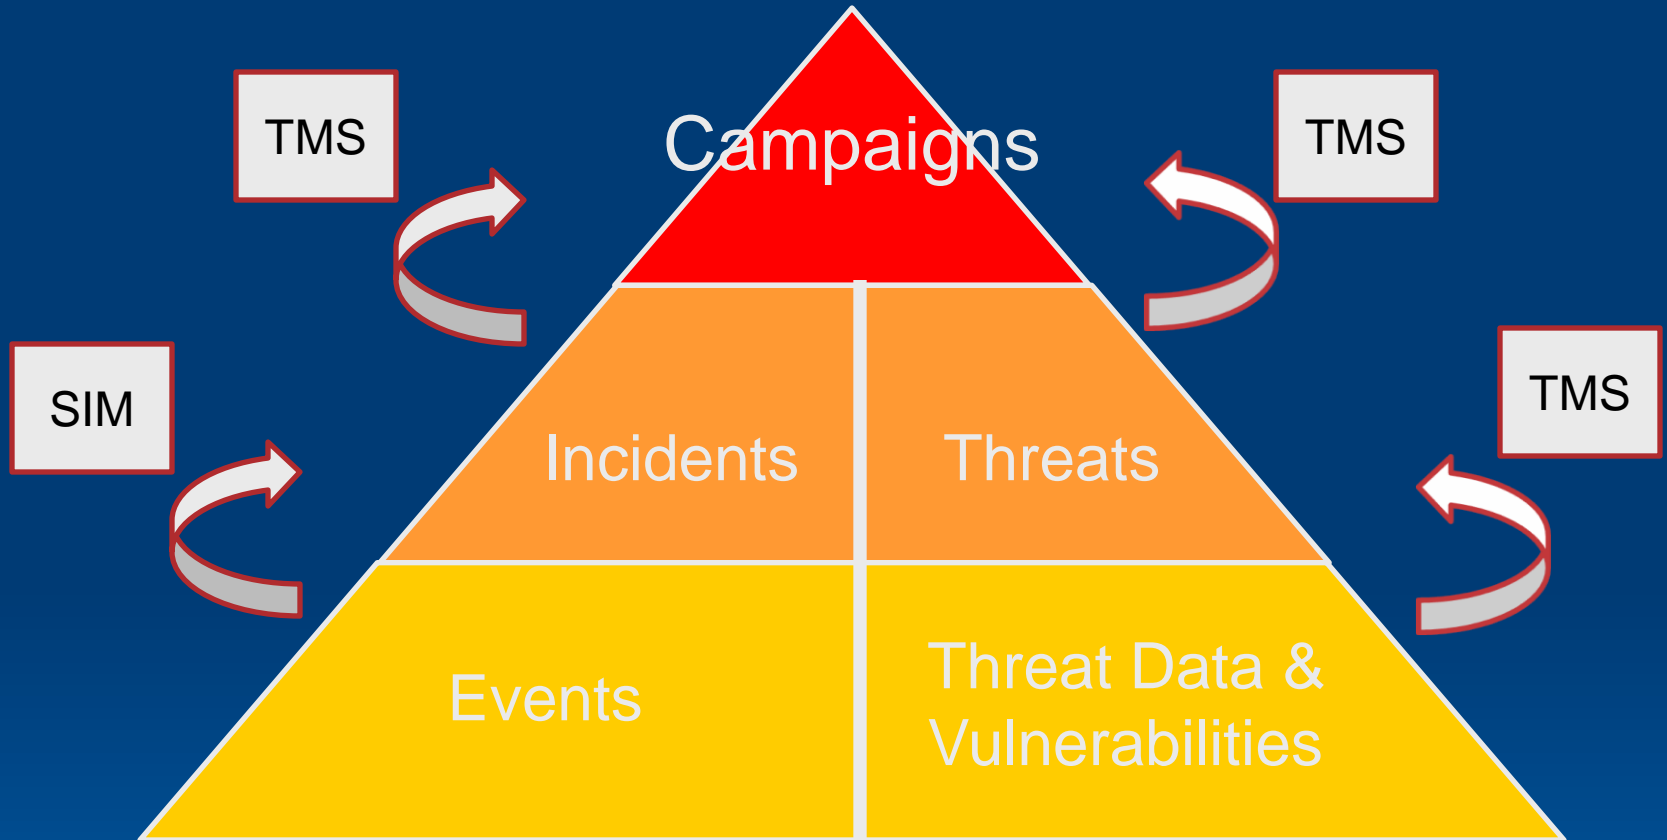 Campaigns
TMS
TMS
SIM
TMS
Incidents
Threats
Events
Threat Data &
Vulnerabilities